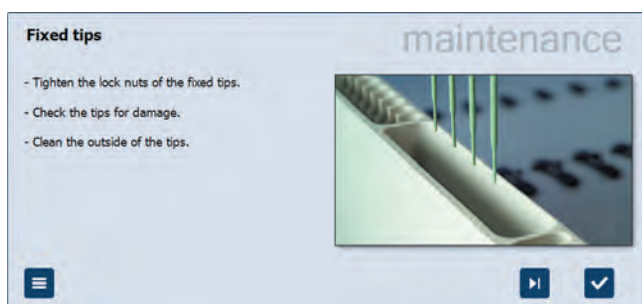 Fixed tips
maintenance
- Tighten the lock nuts of the fixed tips.
- Check the tips for damage.
- Clean the outside of the tips.